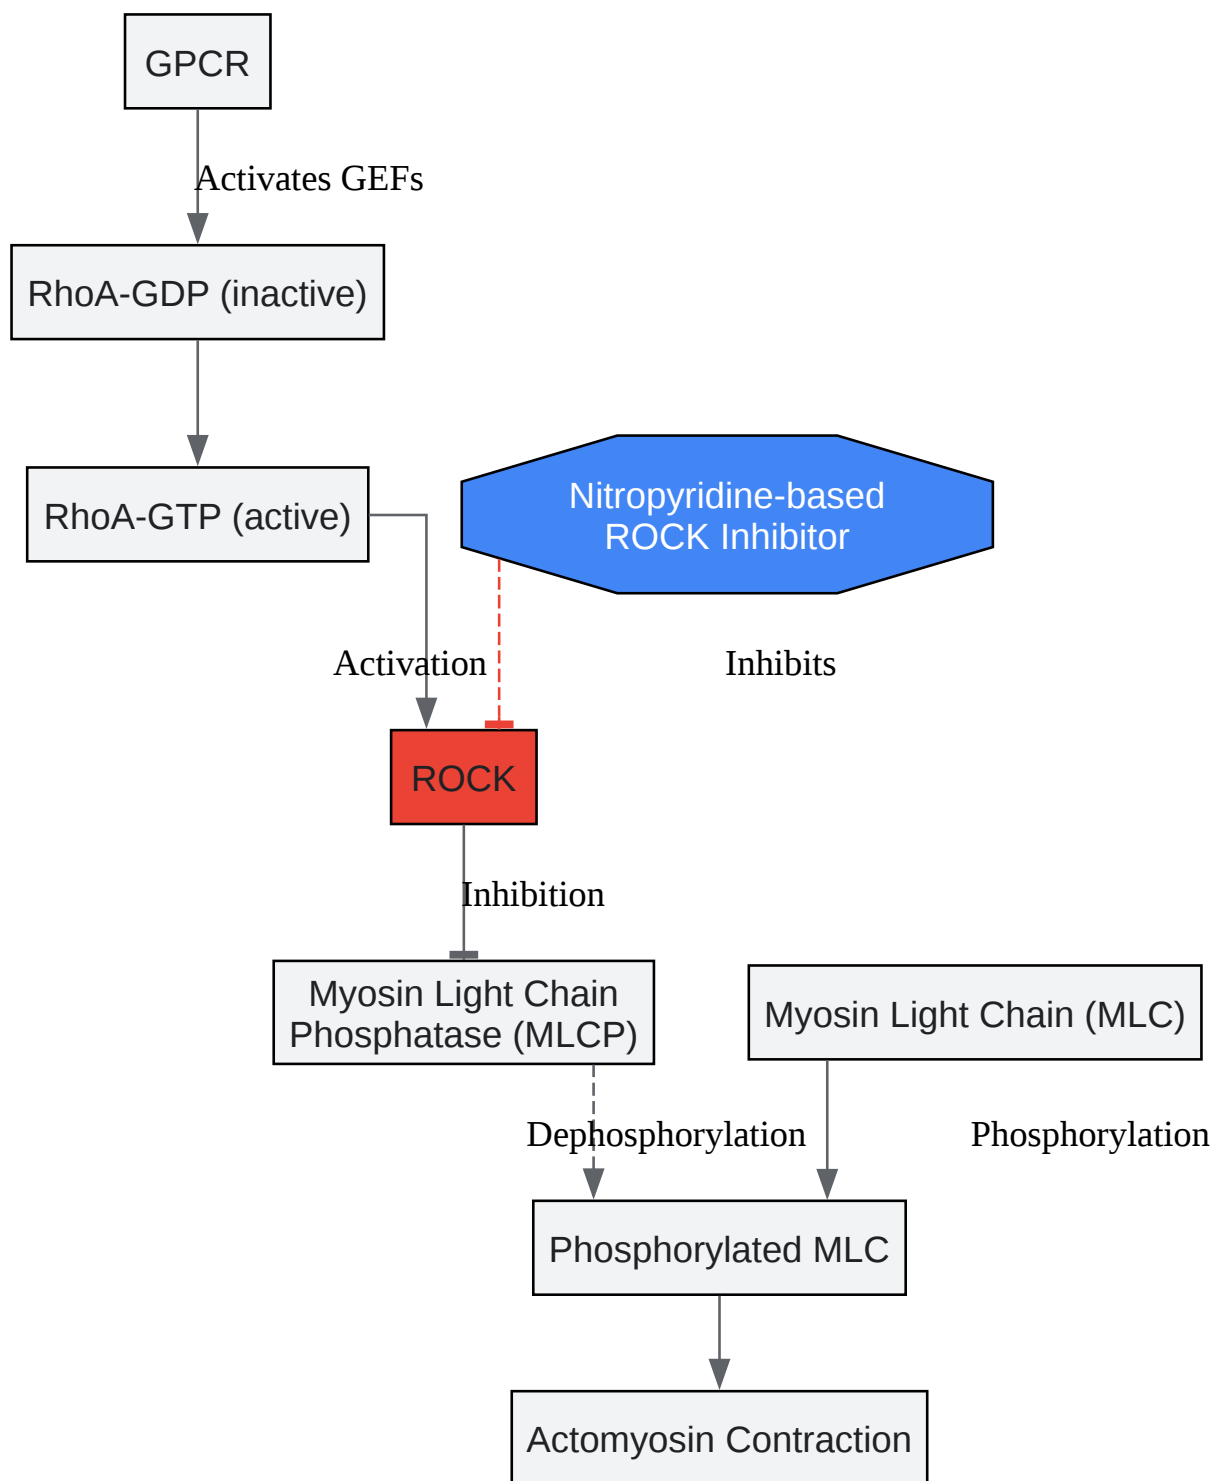 GPCR
Activates GEFs
RhoA-GDP (inactive)
RhoA-GTP (active)
Nitropyridine-based
ROCK Inhibitor
Activation
Inhibits
ROCK
Inhibition
Myosin Light Chain
Phosphatase (MLCP)
Myosin Light Chain (MLC)
Dephosphorylation
Phosphorylation
Phosphorylated MLC
Actomyosin Contraction